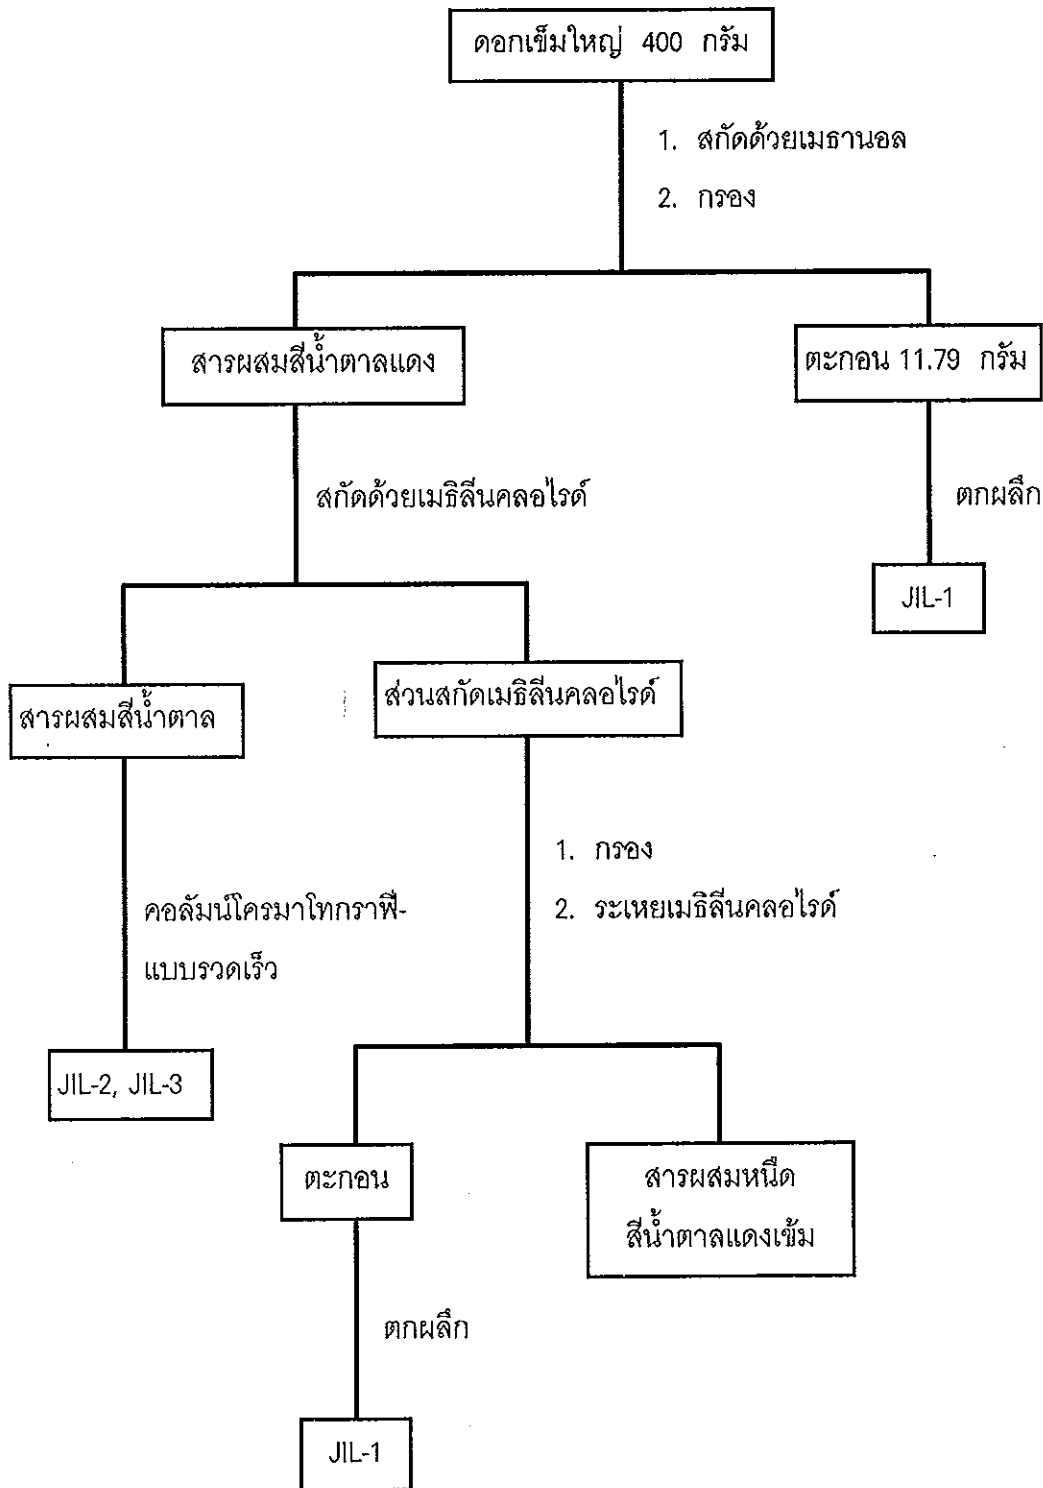 ดอกเข็มใหญ่ 400 กรัม
1. สกัดด้วยเมธานอล
2. กรอง
สารผสมสีน้ำตาลแดง
ตะกอน 11.79 กรัม
สกัดด้วยเมธิลีนคลอไรด์
ตกผลึก
JIL-1
สารผสมสีน้ำตาล
ส่วนสกัดเมธิลีนคลอไรด์
1. กรอง
2. ระเหยเมธิลีนคลอไรด์
คอลัมน์โครมาโทกราฟี-
แบบรวดเร็ว
JIL-2, JIL-3
ตะกอน
สารผสมหนืด
สีน้ำตาลแดงเข้ม
ตกผลึก
JIL-1